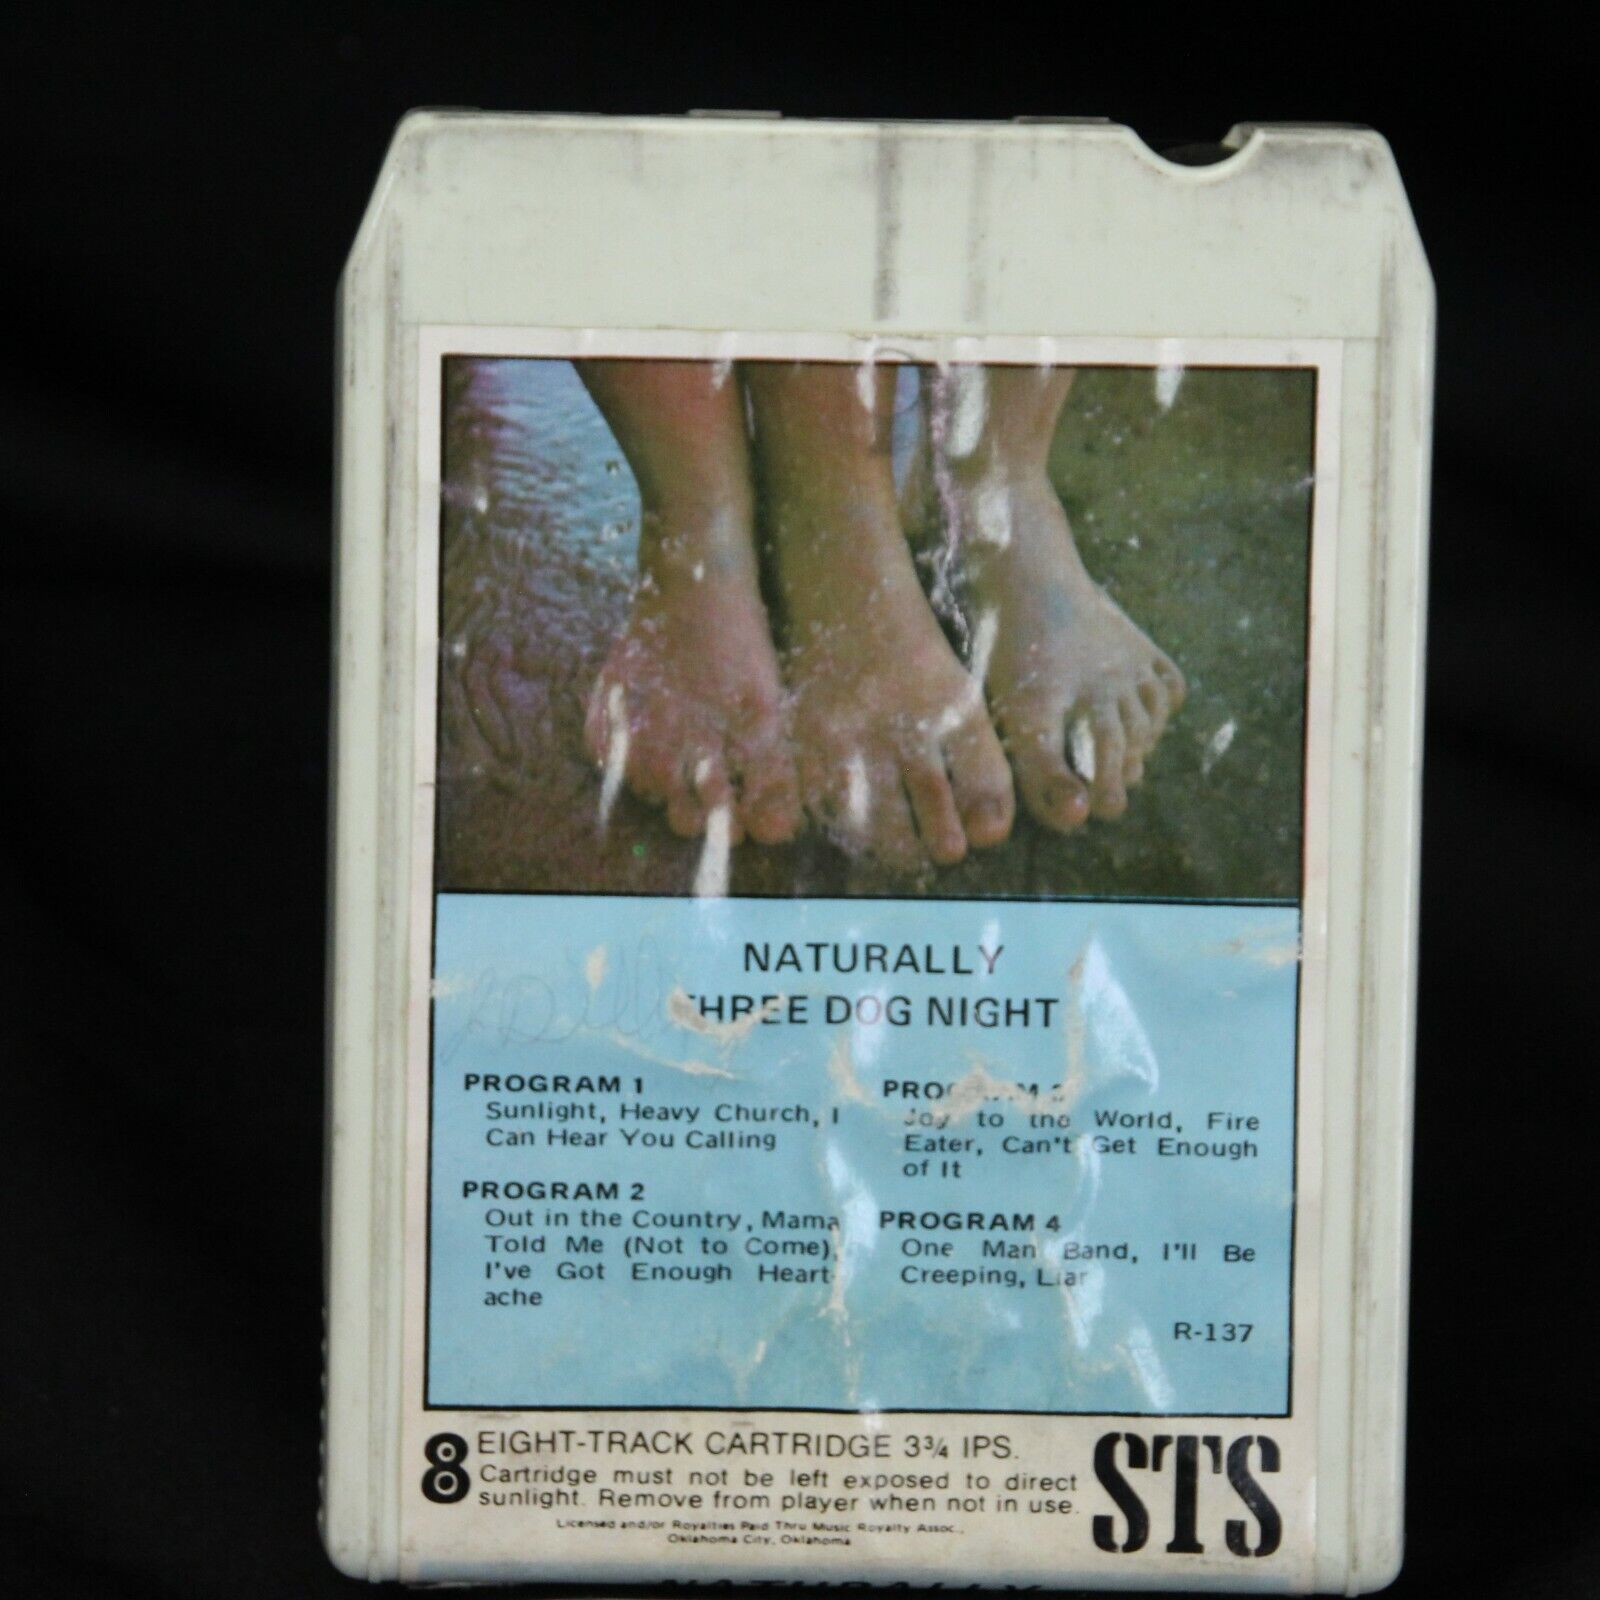 NATURALLY
THREE DOG NIGHT
PROGRAM 1
Sunlight, Heavy Church, I
Can Hear You Calling
PROGRAM 2
Out in the Country, Mama
Told Me (Not to Come),
I've Got Enough Heart-
ache
PROGRAM 3
Joy to the World, Fire
Eater, Can't Get Enough
of It
PROGRAM 4
One Man Band, I'll Be
Creeping, Liar
R-137
8 EIGHT-TRACK CARTRIDGE 3¾ IPS.
Cartridge must not be left exposed to direct
sunlight. Remove from player when not in use.
Licensed and/or Royalties Paid Thru Music Royalty Assoc.,
Oklahoma City, Oklahoma
STS
NATURALLY